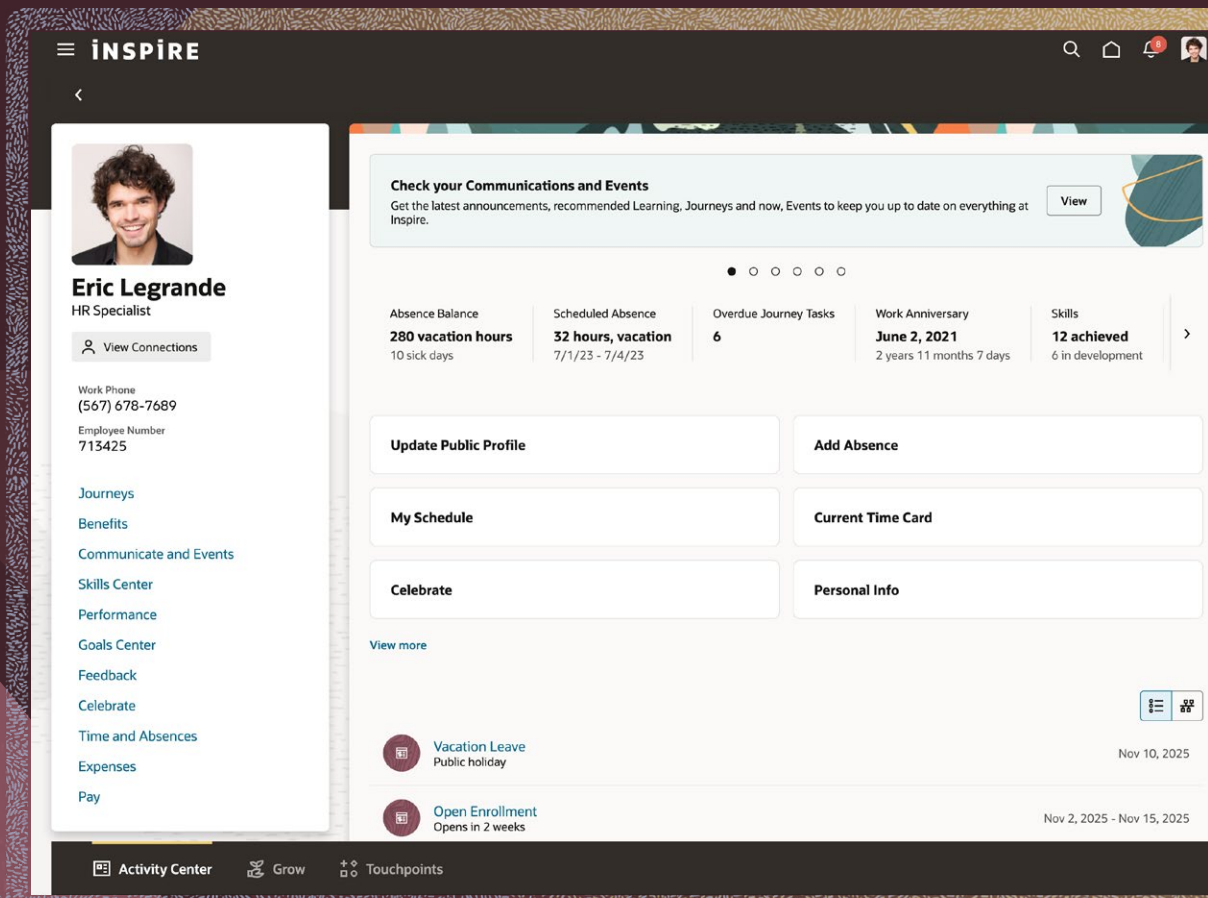 iNSPiRE
8
Eric Legrande
HR Specialist
View Connections
Work Phone
(567) 678-7689
Employee Number
713425
Journeys
Benefits
Communicate and Events
Skills Center
Performance
Goals Center
Feedback
Celebrate
Time and Absences
Expenses
Pay
Check your Communications and Events
Get the latest announcements, recommended Learning, Journeys and now, Events to keep you up to date on everything at
Inspire.
View
Absence Balance
280 vacation hours
10 sick days
Scheduled Absence
32 hours, vacation
7/1/23 - 7/4/23
Overdue Journey Tasks
6
Work Anniversary
June 2, 2021
2 years 11 months 7 days
Skills
12 achieved
6 in development
Update Public Profile
Add Absence
My Schedule
Current Time Card
Celebrate
Personal Info
View more
Vacation Leave
Public holiday
Nov 10, 2025
Open Enrollment
Opens in 2 weeks
Nov 2, 2025 - Nov 15, 2025
Activity Center
Grow
Touchpoints